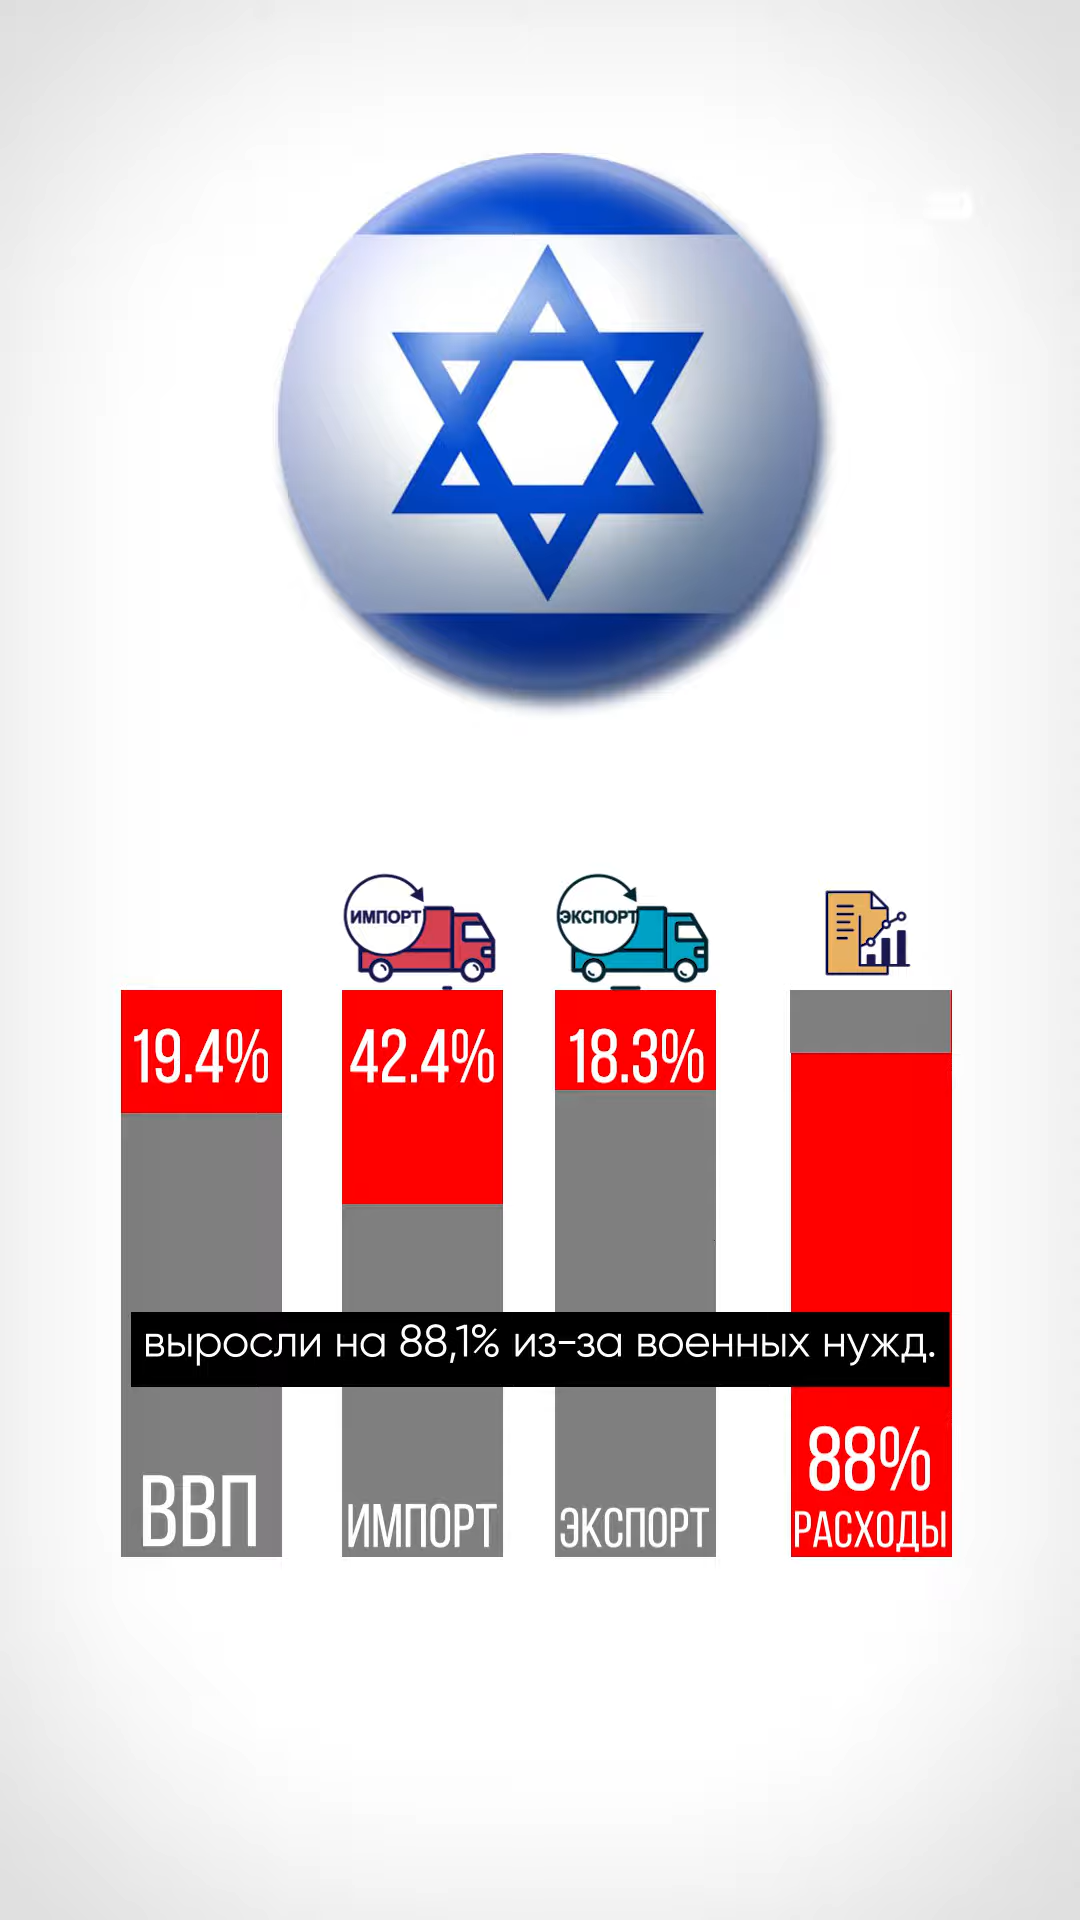 ИМПОРТ
ЭКСПОРТ
19.4%
42.4%
18.3%
выросли на 88,1% из-за военных нужд.
88%
ВВП
ИМПОРТ
ЭКСПОРТ
РАСХОДЫ